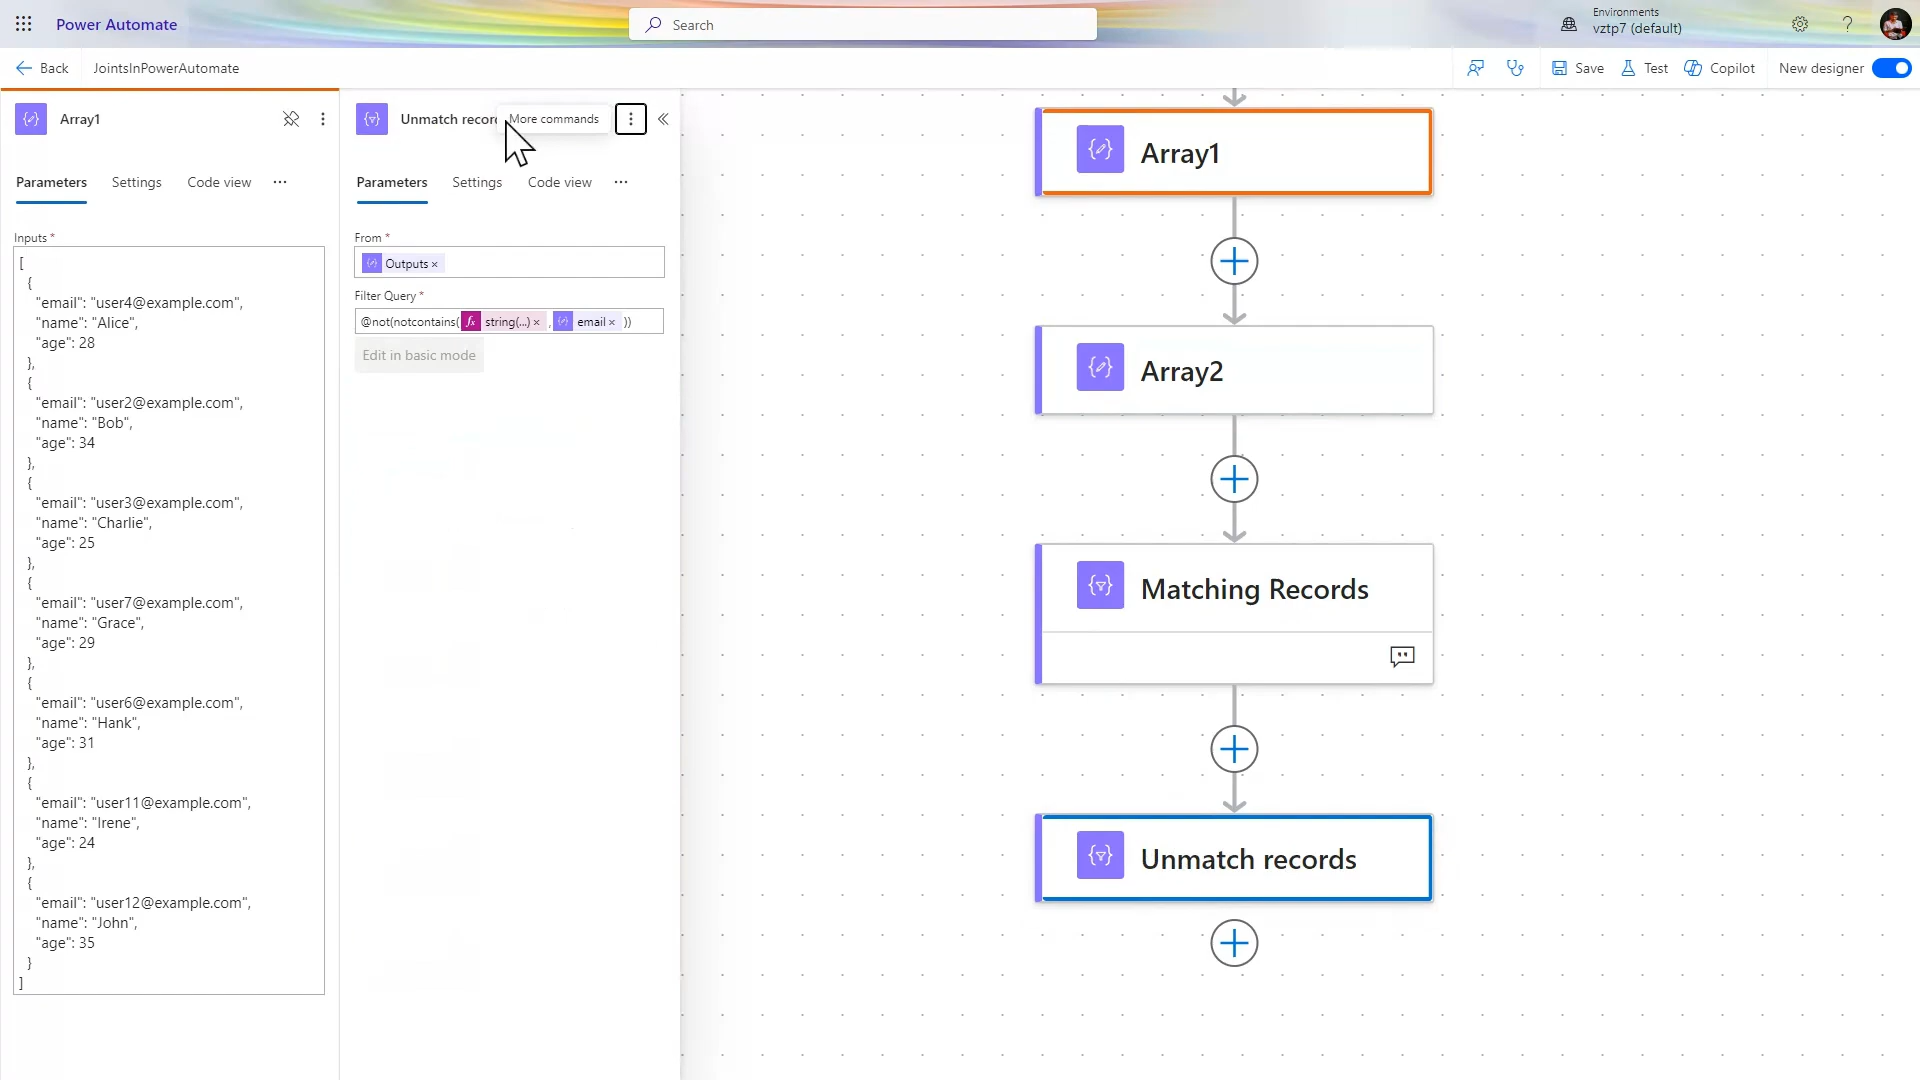 Power Automate
Search
Environments
vztp7 (default)
?
Back
JointsInPowerAutomate
Save
Test
Copilot
New designer
Array1
Parameters
Settings
Code view
Inputs *
[
{
"email": "user4@example.com",
"name": "Alice",
"age": 28
},
{
"email": "user2@example.com",
"name": "Bob",
"age": 34
},
{
"email": "user3@example.com",
"name": "Charlie",
"age": 25
},
{
"email": "user7@example.com",
"name": "Grace",
"age": 29
},
{
"email": "user6@example.com",
"name": "Hank",
"age": 31
},
{
"email": "user11@example.com",
"name": "Irene",
"age": 24
},
{
"email": "user12@example.com",
"name": "John",
"age": 35
}
]
Unmatch recor
More commands
Parameters
Settings
Code view
From *
Outputs ×
Filter Query *
@not(notcontains( fx string(...) × , email × ))
Edit in basic mode
Array1
Array2
Matching Records
Unmatch records